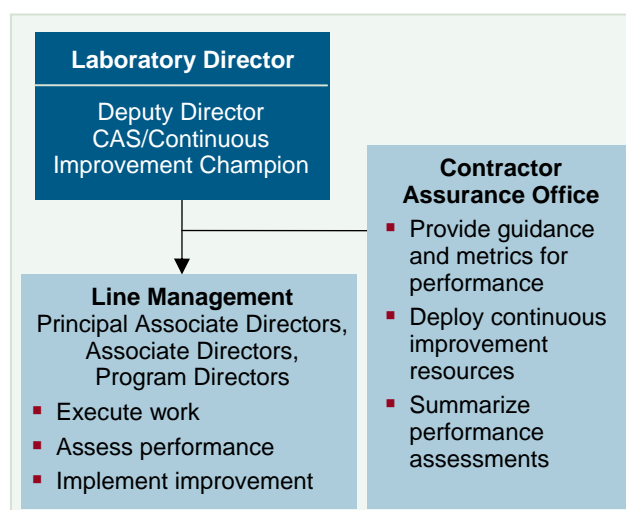 Laboratory Director
Deputy Director
CAS/Continuous
Improvement Champion
Contractor
Assurance Office
▪ Provide guidance
and metrics for
performance
▪ Deploy continuous
improvement
resources
▪ Summarize
performance
assessments
Line Management
Principal Associate Directors,
Associate Directors,
Program Directors
▪ Execute work
▪ Assess performance
▪ Implement improvement